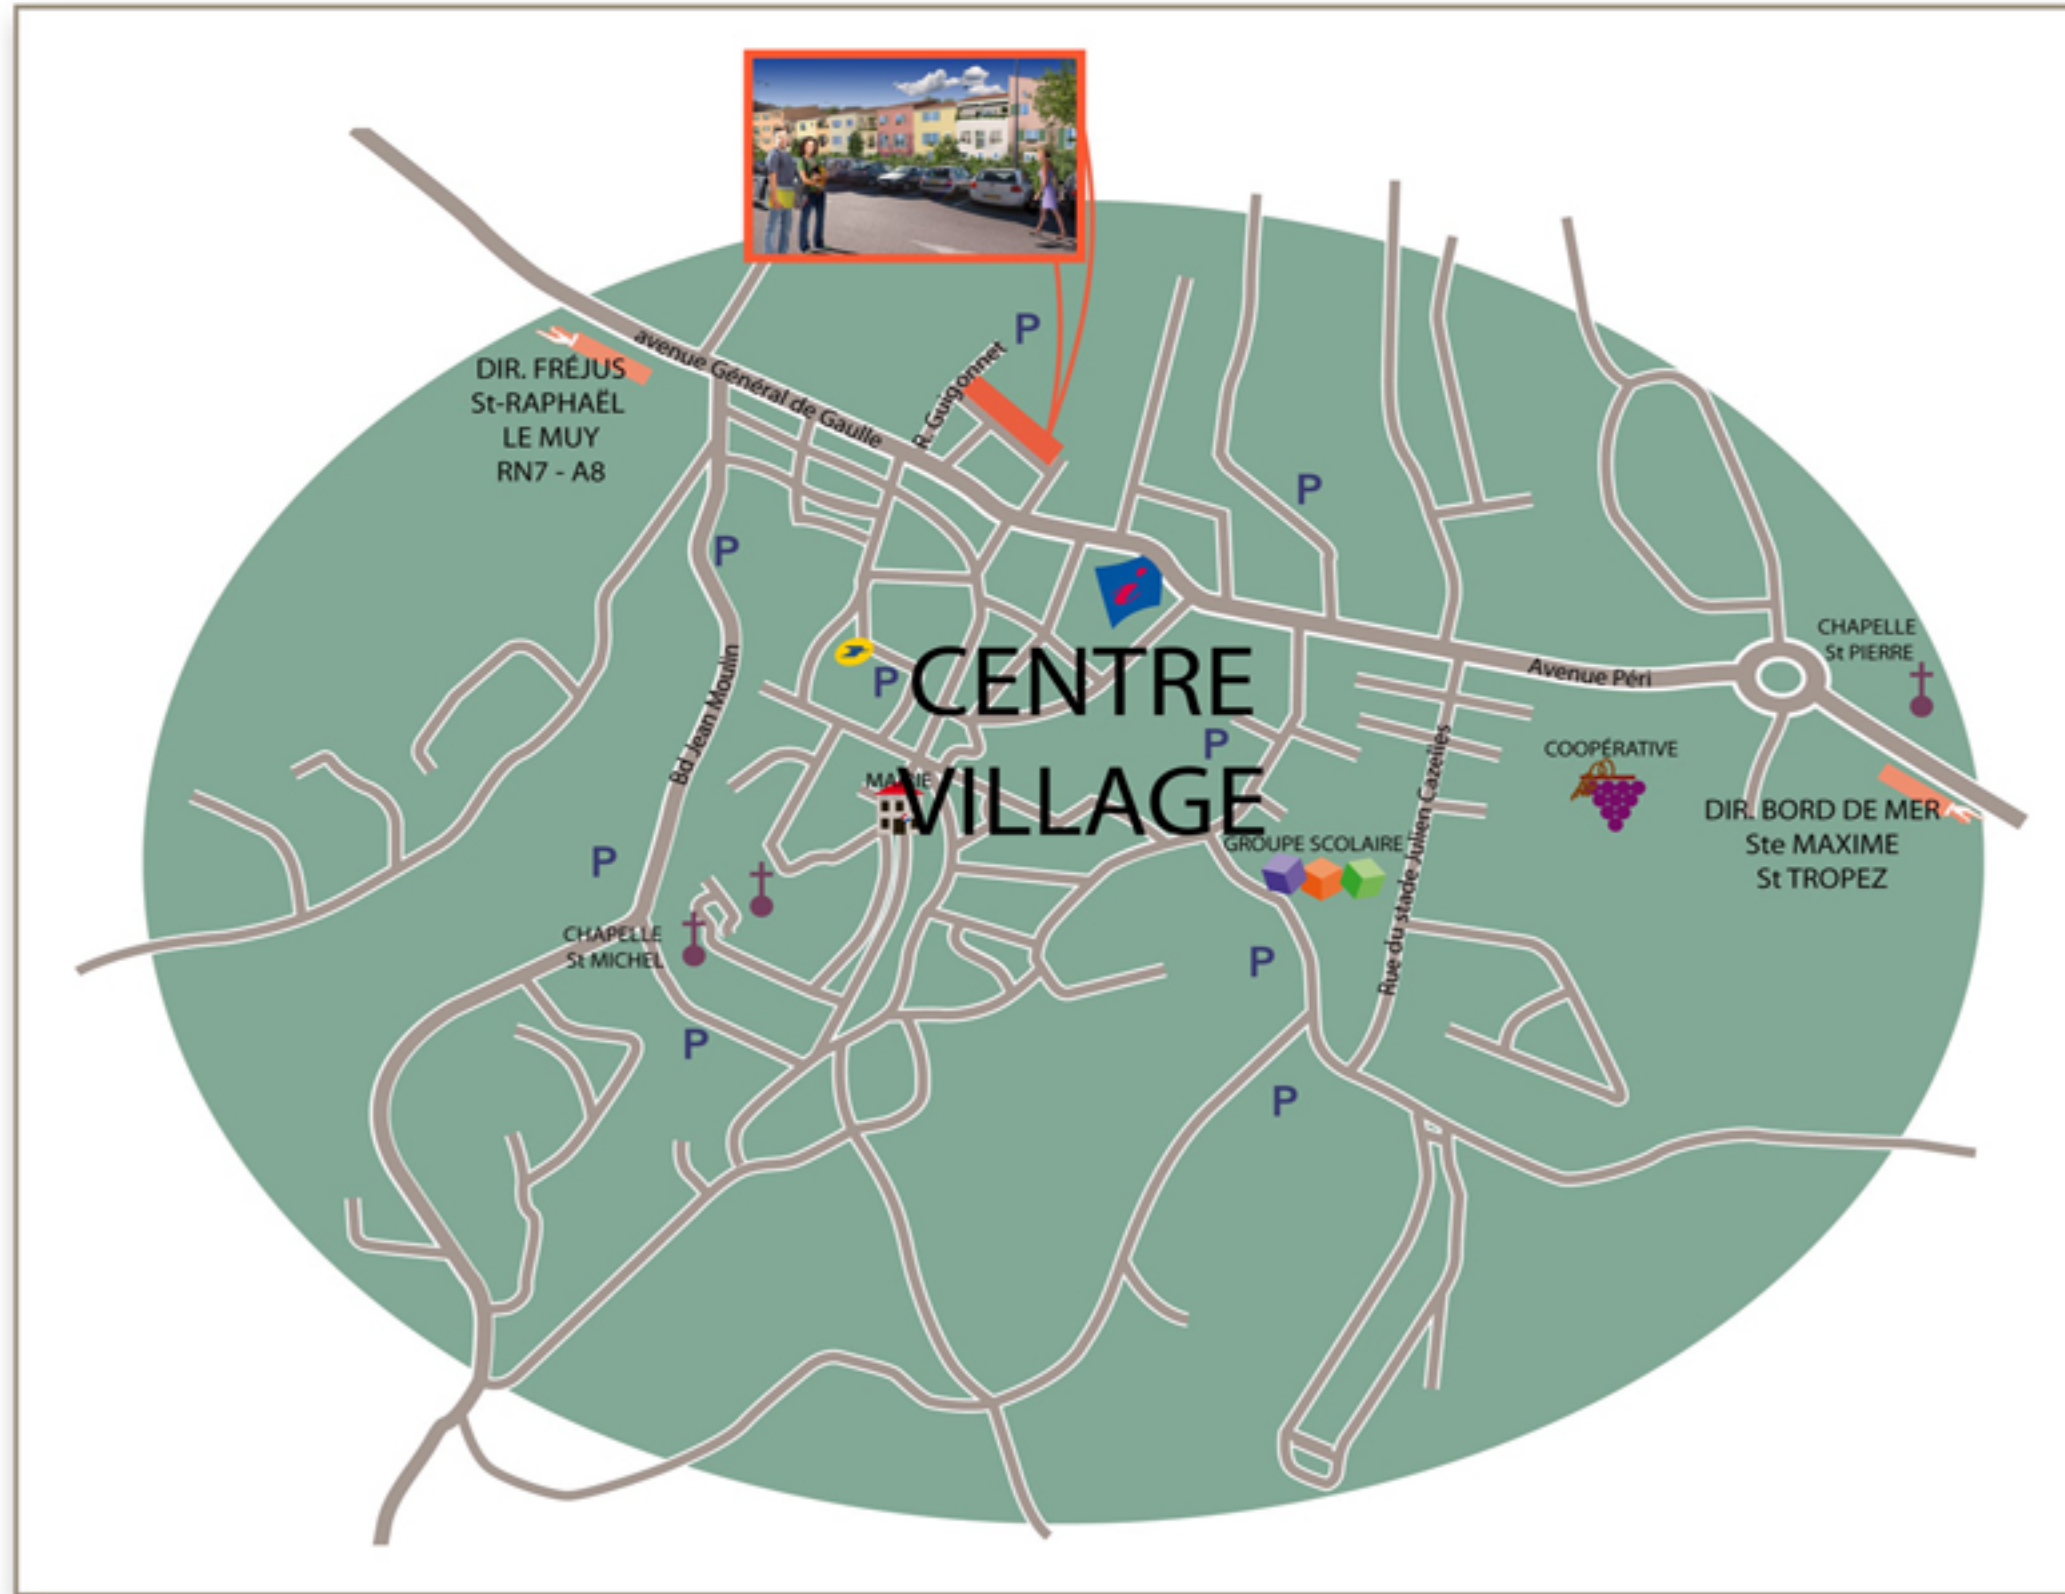 P
avenue Général de Gaulle
R. Guigonnet
DIR. FRÉJUS
St-RAPHAËL
LE MUY
RN7 - A8
P
P
CHAPELLE
St PIERRE
Bd Jean Moulin
P
CENTRE
VILLAGE
Avenue Péri
P
COOPÉRATIVE
MAIRIE
DIR. BORD DE MER
Ste MAXIME
St TROPEZ
GROUPE SCOLAIRE
Rue du stade Julien Cazelles
P
CHAPELLE
St MICHEL
P
P
P